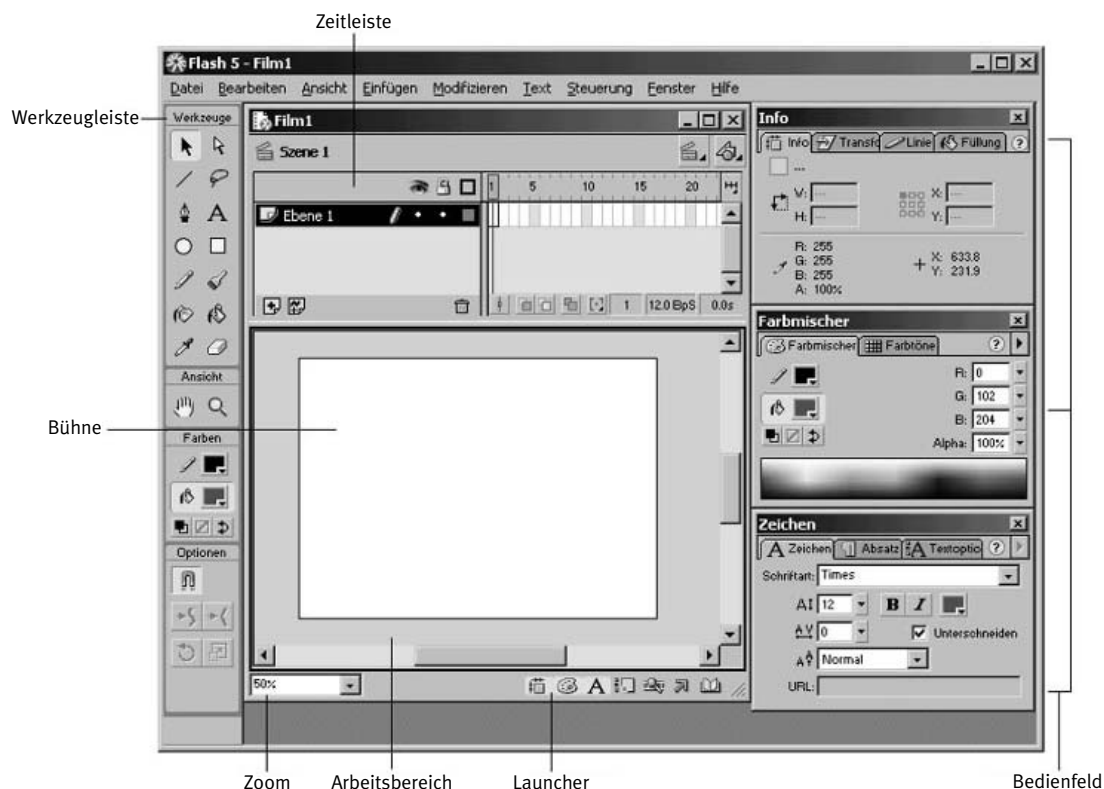 Zeitleiste
Flash 5 - Film1
Datei Bearbeiten Ansicht Einfügen Modifizieren Text Steuerung Fenster Hilfe
Werkzeugleiste
Werkzeuge
Film1
Szene 1
1 5 10 15 20
Ebene 1
1 12.0 BpS 0.0s
Ansicht
Bühne
Farben
Optionen
50%
Info
Info Transfo Linie Füllung ?
...
W: ---
H: ---
X: ---
Y: ---
R: 255
G: 255
B: 255
A: 100%
X: 633.8
Y: 231.9
Farbmischer
Farbmischer Farbtöne ?
R: 0
G: 102
B: 204
Alpha: 100%
Zeichen
A Zeichen Absatz A Textoptio ?
Schriftart: Times
AI 12 B I
AV 0 Unterschneiden
Normal
URL:
Zoom Arbeitsbereich Launcher Bedienfeld